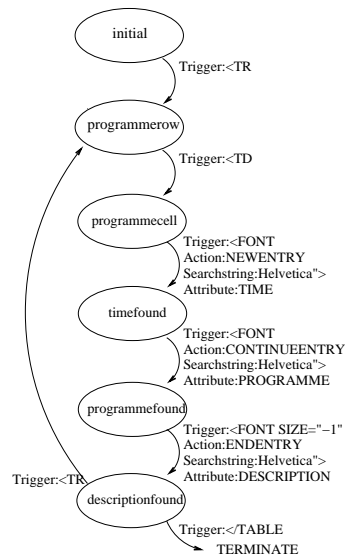 initial
Trigger:<TR
programmerow
Trigger:<TD
programmecell
Trigger:<FONT
Action:NEWENTRY
Searchstring:Helvetica">
Attribute:TIME
timefound
Trigger:<FONT
Action:CONTINUEENTRY
Searchstring:Helvetica">
Attribute:PROGRAMME
programmefound
Trigger:<FONT SIZE="−1"
Action:ENDENTRY
Searchstring:Helvetica">
Attribute:DESCRIPTION
Trigger:<TR
descriptionfound
Trigger:</TABLE
TERMINATE